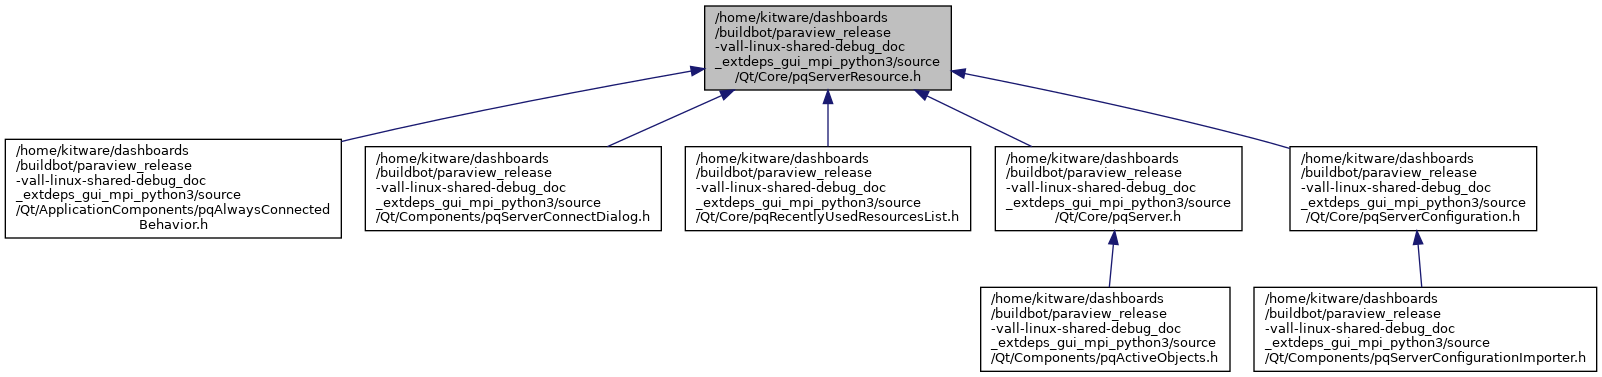 /home/kitware/dashboards
/buildbot/paraview_release
-vall-linux-shared-debug_doc
_extdeps_gui_mpi_python3/source
/Qt/Core/pqServerResource.h
/home/kitware/dashboards
/buildbot/paraview_release
-vall-linux-shared-debug_doc
_extdeps_gui_mpi_python3/source
/Qt/ApplicationComponents/pqAlwaysConnected
Behavior.h
/home/kitware/dashboards
/buildbot/paraview_release
-vall-linux-shared-debug_doc
_extdeps_gui_mpi_python3/source
/Qt/Components/pqServerConnectDialog.h
/home/kitware/dashboards
/buildbot/paraview_release
-vall-linux-shared-debug_doc
_extdeps_gui_mpi_python3/source
/Qt/Core/pqRecentlyUsedResourcesList.h
/home/kitware/dashboards
/buildbot/paraview_release
-vall-linux-shared-debug_doc
_extdeps_gui_mpi_python3/source
/Qt/Core/pqServer.h
/home/kitware/dashboards
/buildbot/paraview_release
-vall-linux-shared-debug_doc
_extdeps_gui_mpi_python3/source
/Qt/Core/pqServerConfiguration.h
/home/kitware/dashboards
/buildbot/paraview_release
-vall-linux-shared-debug_doc
_extdeps_gui_mpi_python3/source
/Qt/Components/pqActiveObjects.h
/home/kitware/dashboards
/buildbot/paraview_release
-vall-linux-shared-debug_doc
_extdeps_gui_mpi_python3/source
/Qt/Components/pqServerConfigurationImporter.h